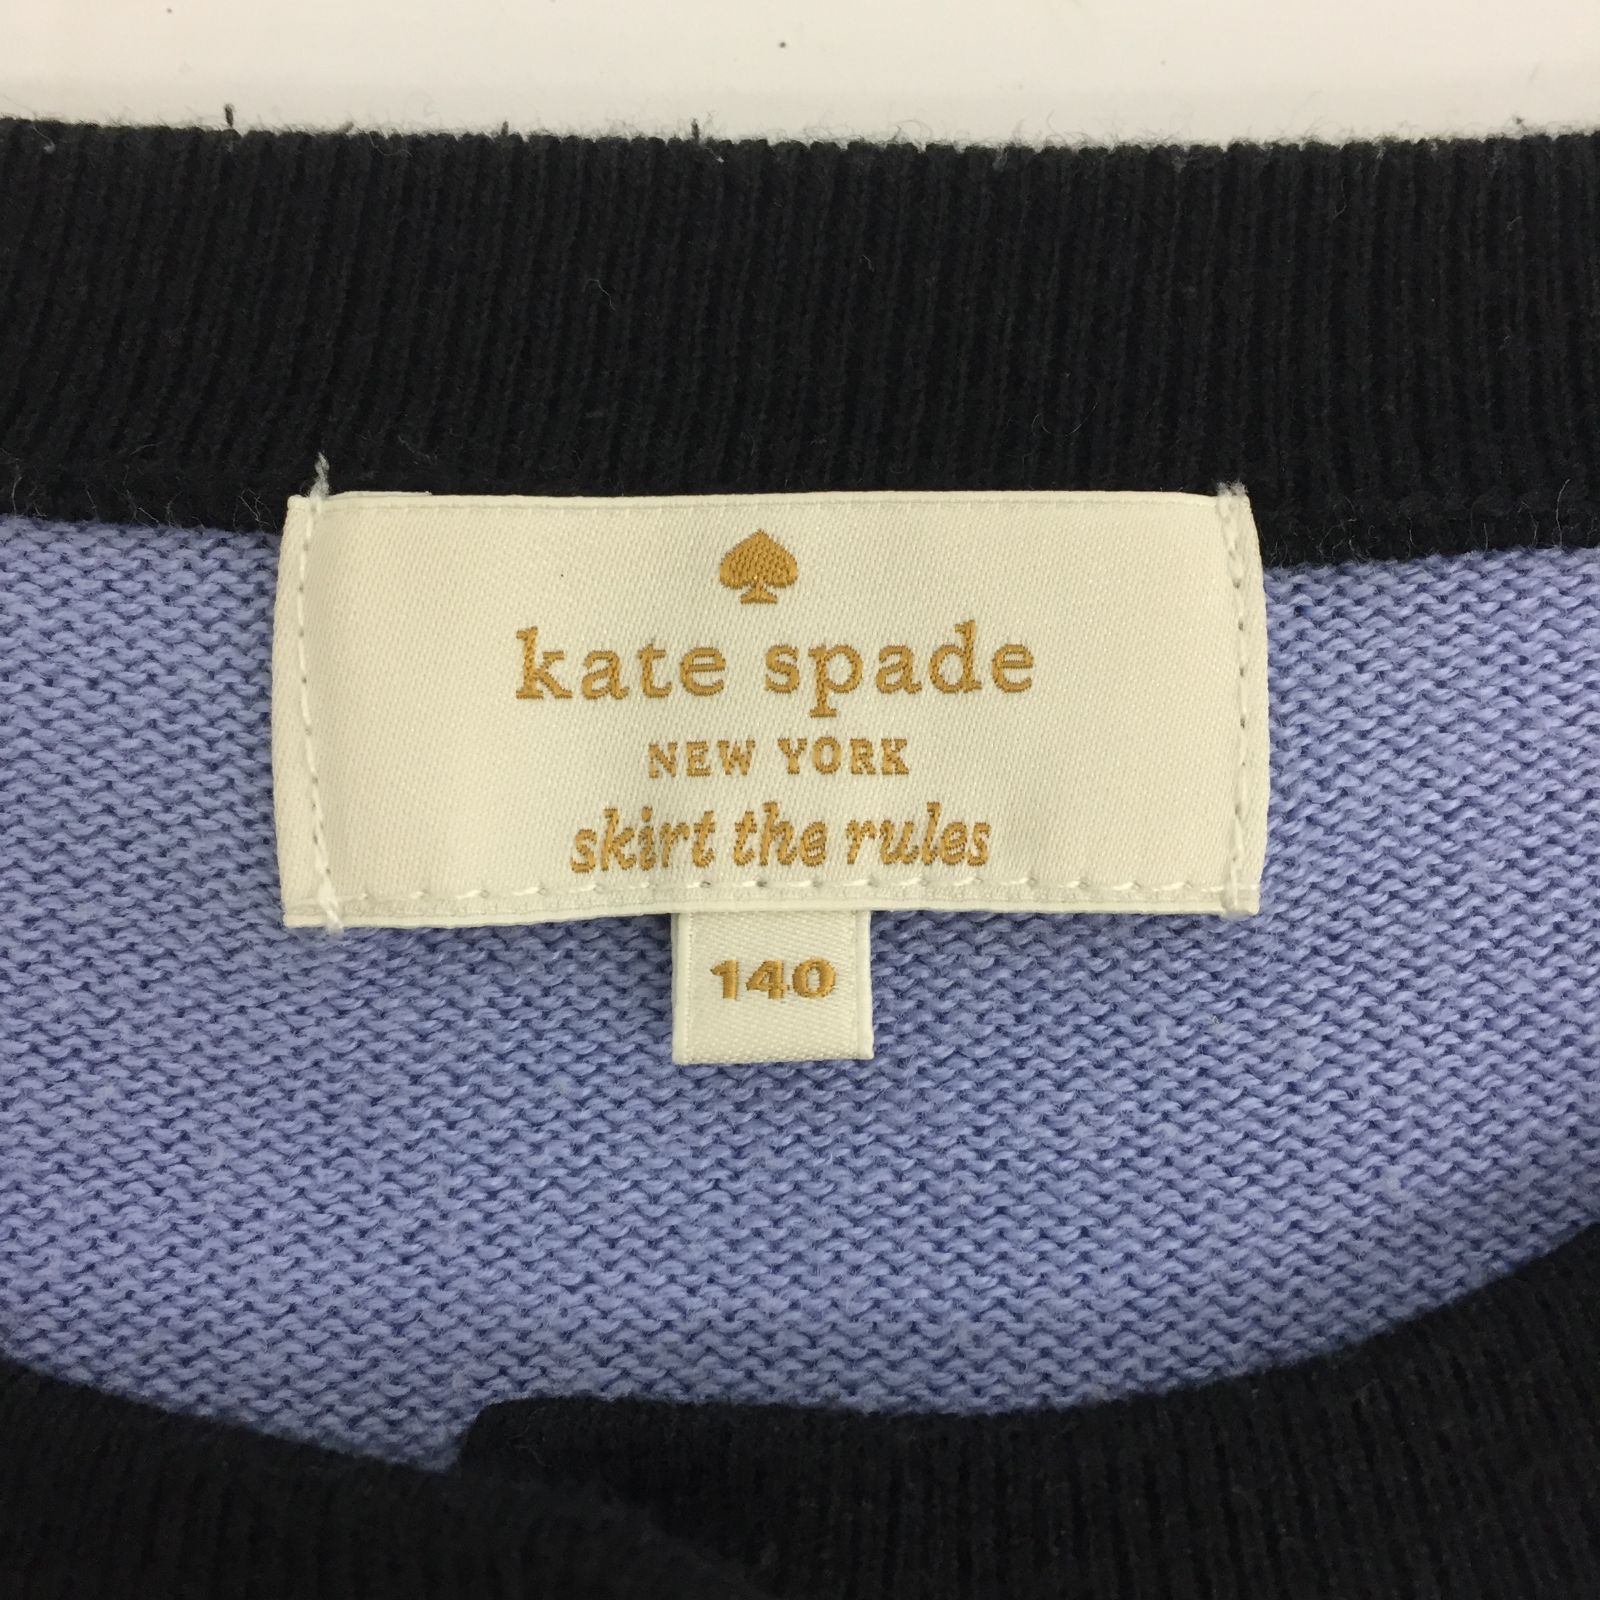 kate spade
NEW YORK
skirt the rules
140